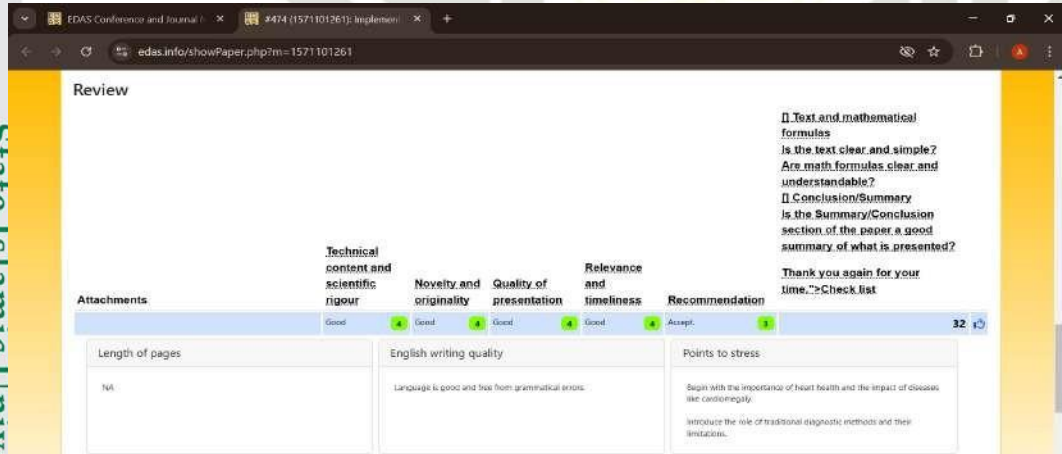 EDAS Conference and Journal
#474 (1571101261): Implemen
edas.info/showPaper.php?m=1571101261
Review
[] Text and mathematical
formulas
Is the text clear and simple?
Are math formulas clear and
understandable?
[] Conclusion/Summary
Is the Summary/Conclusion
section of the paper a good
summary of what is presented?
Thank you again for your
time.">Check list
Attachments
Technical
content and
scientific
rigour
Novelty and
originality
Quality of
presentation
Relevance
and
timeliness
Recommendation
Good 4 Good 4 Good 4 Good 4 Accept. 3 32
Length of pages
NA
English writing quality
Language is good and free from grammatical errors.
Points to stress
Begin with the importance of heart health and the impact of diseases
like cardiomegaly.
Introduce the role of traditional diagnostic methods and their
limitations.